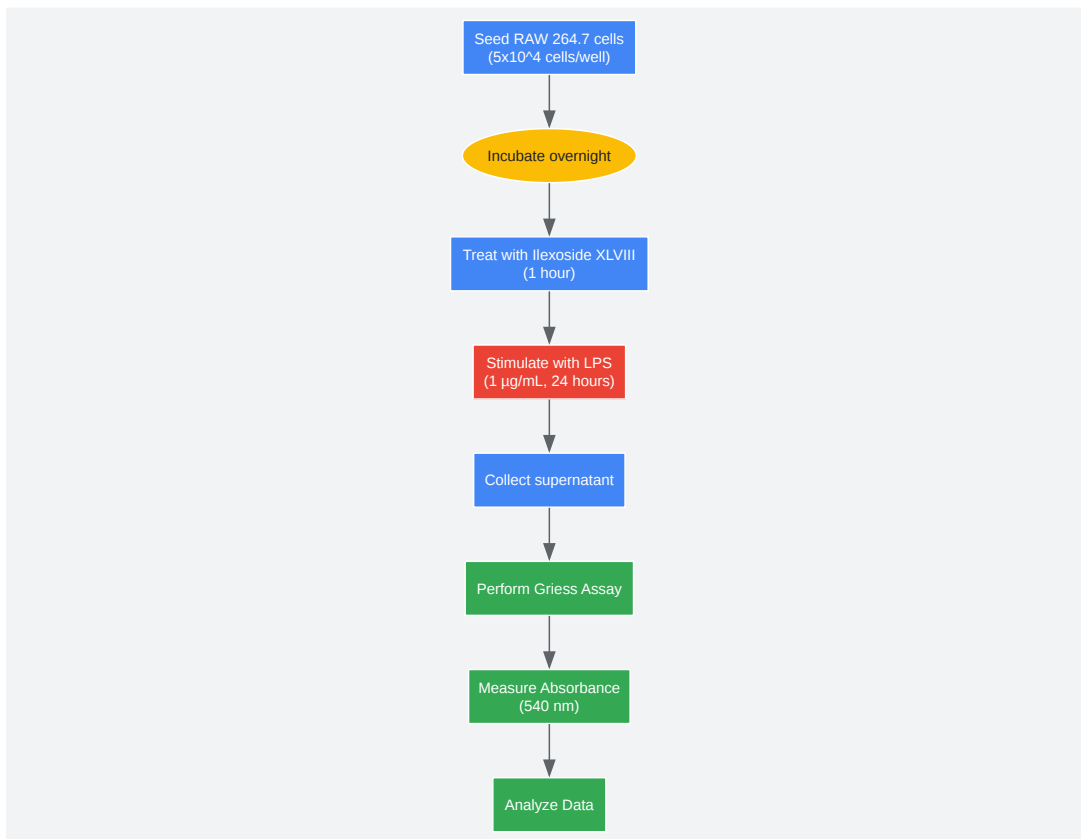 Seed RAW 264.7 cells
(5x10^4 cells/well)
Incubate overnight
Treat with Ilexoside XLVIII
(1 hour)
Stimulate with LPS
(1 µg/mL, 24 hours)
Collect supernatant
Perform Griess Assay
Measure Absorbance
(540 nm)
Analyze Data